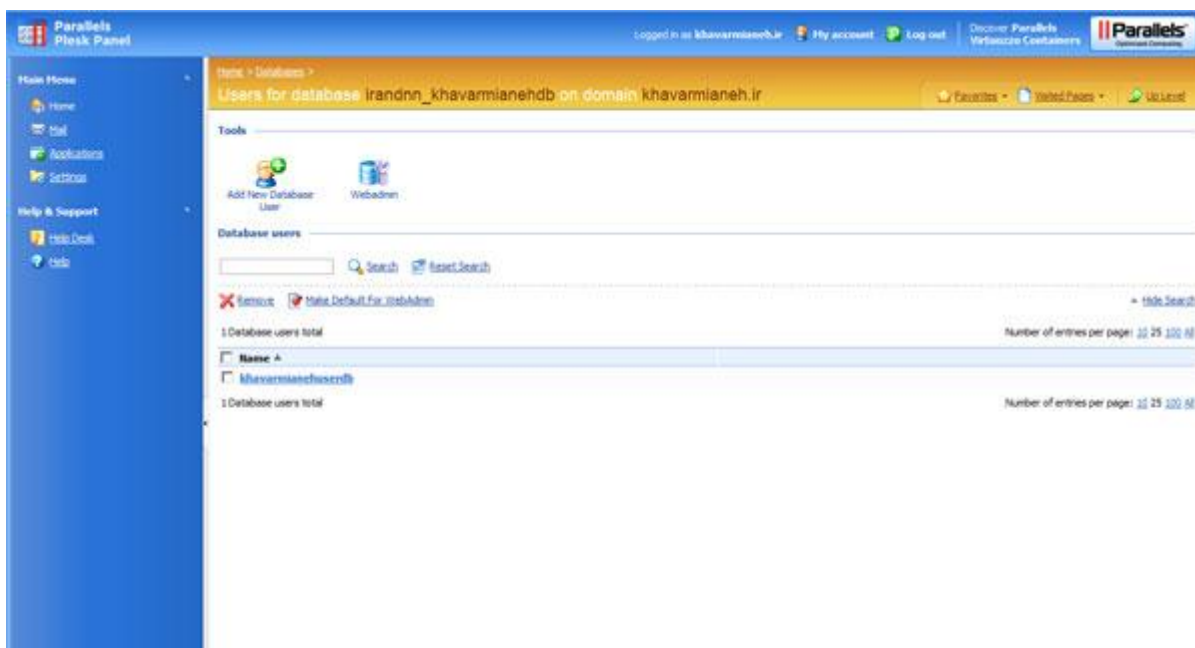 Parallels
Plesk Panel
Logged in as khavarmianeh.ir My account Log out Discover Parallels
Virtuozzo Containers
Parallels
Optimized Computing
Main Menu
Home
Mail
Applications
Settings
Help & Support
Help Desk
Help
Home > Databases >
Users for database irandnn_khavarmianehdb on domain khavarmianeh.ir
Favorites Visited Pages Up Level
Tools
Add New Database
User
Webadmin
Database users
Search Reset Search
Remove Make Default For WebAdmin Hide Search
1 Database users total Number of entries per page: 10 25 100 All
Name
khavarmianehuserdb
1 Database users total Number of entries per page: 10 25 100 All